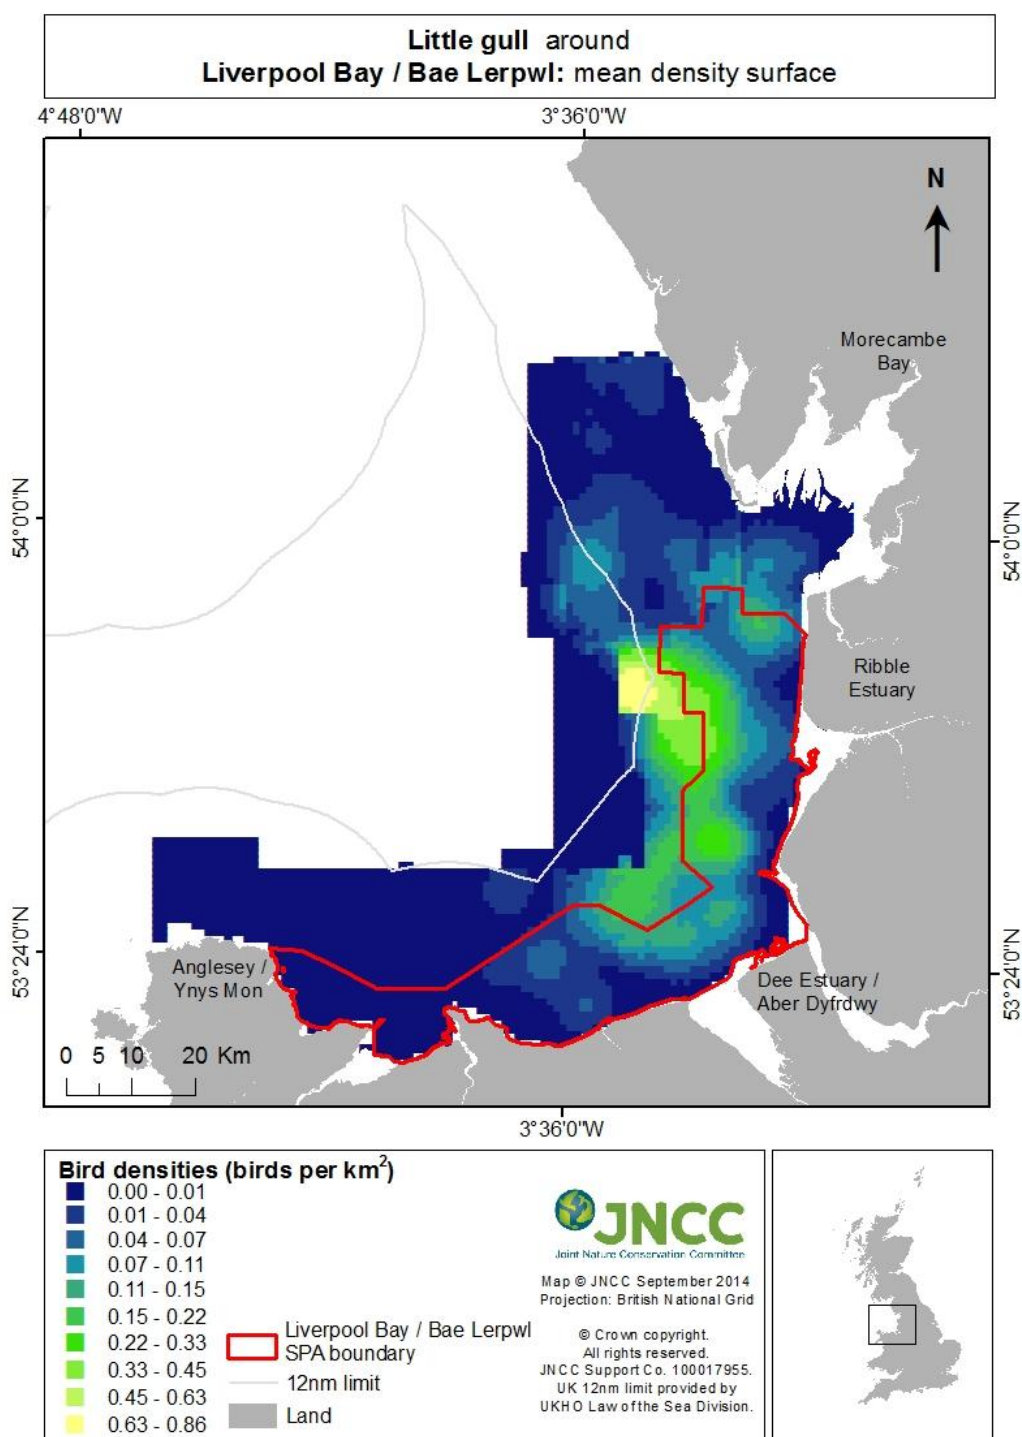 Little gull around
Liverpool Bay / Bae Lerpwl: mean density surface
4°48'0"W
3°36'0"W
N
Morecambe
Bay
54°0'0"N
54°0'0"N
Ribble
Estuary
53°24'0"N
53°24'0"N
Anglesey /
Ynys Mon
Dee Estuary /
Aber Dyfrdwy
0 5 10 20 Km
3°36'0"W
Bird densities (birds per km²)
0.00 - 0.01
0.01 - 0.04
0.04 - 0.07
0.07 - 0.11
0.11 - 0.15
0.15 - 0.22
0.22 - 0.33
0.33 - 0.45
0.45 - 0.63
0.63 - 0.86
Liverpool Bay / Bae Lerpwl
SPA boundary
12nm limit
Land
JNCC
Joint Nature Conservation Committee
Map © JNCC September 2014
Projection: British National Grid
© Crown copyright.
All rights reserved.
JNCC Support Co. 100017955.
UK 12nm limit provided by
UKHO Law of the Sea Division.